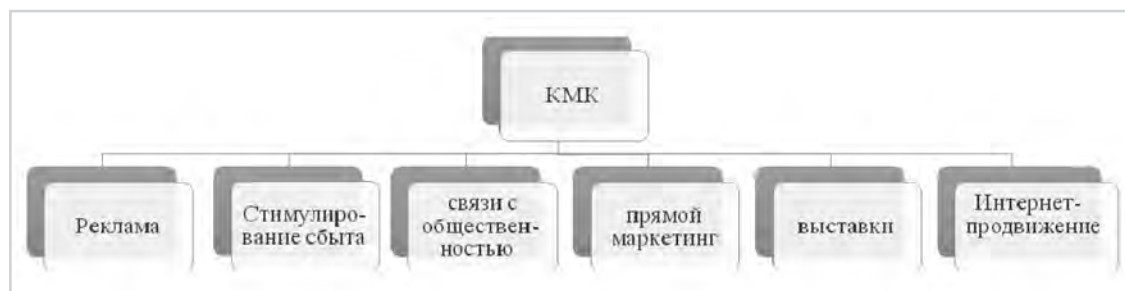 КМК
Реклама
Стимулиро-
вание сбыта
связи с
обществен-
ностью
прямой
маркетинг
выставки
Интернет-
продвижение